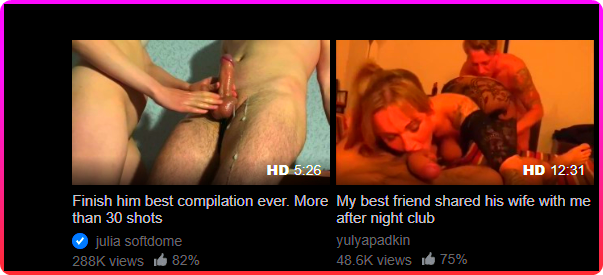 HD 5:26
HD 12:31
Finish him best compilation ever. More
than 30 shots
julia softdome
288K views 82%
My best friend shared his wife with me
after night club
yulyapadkin
48.6K views 75%